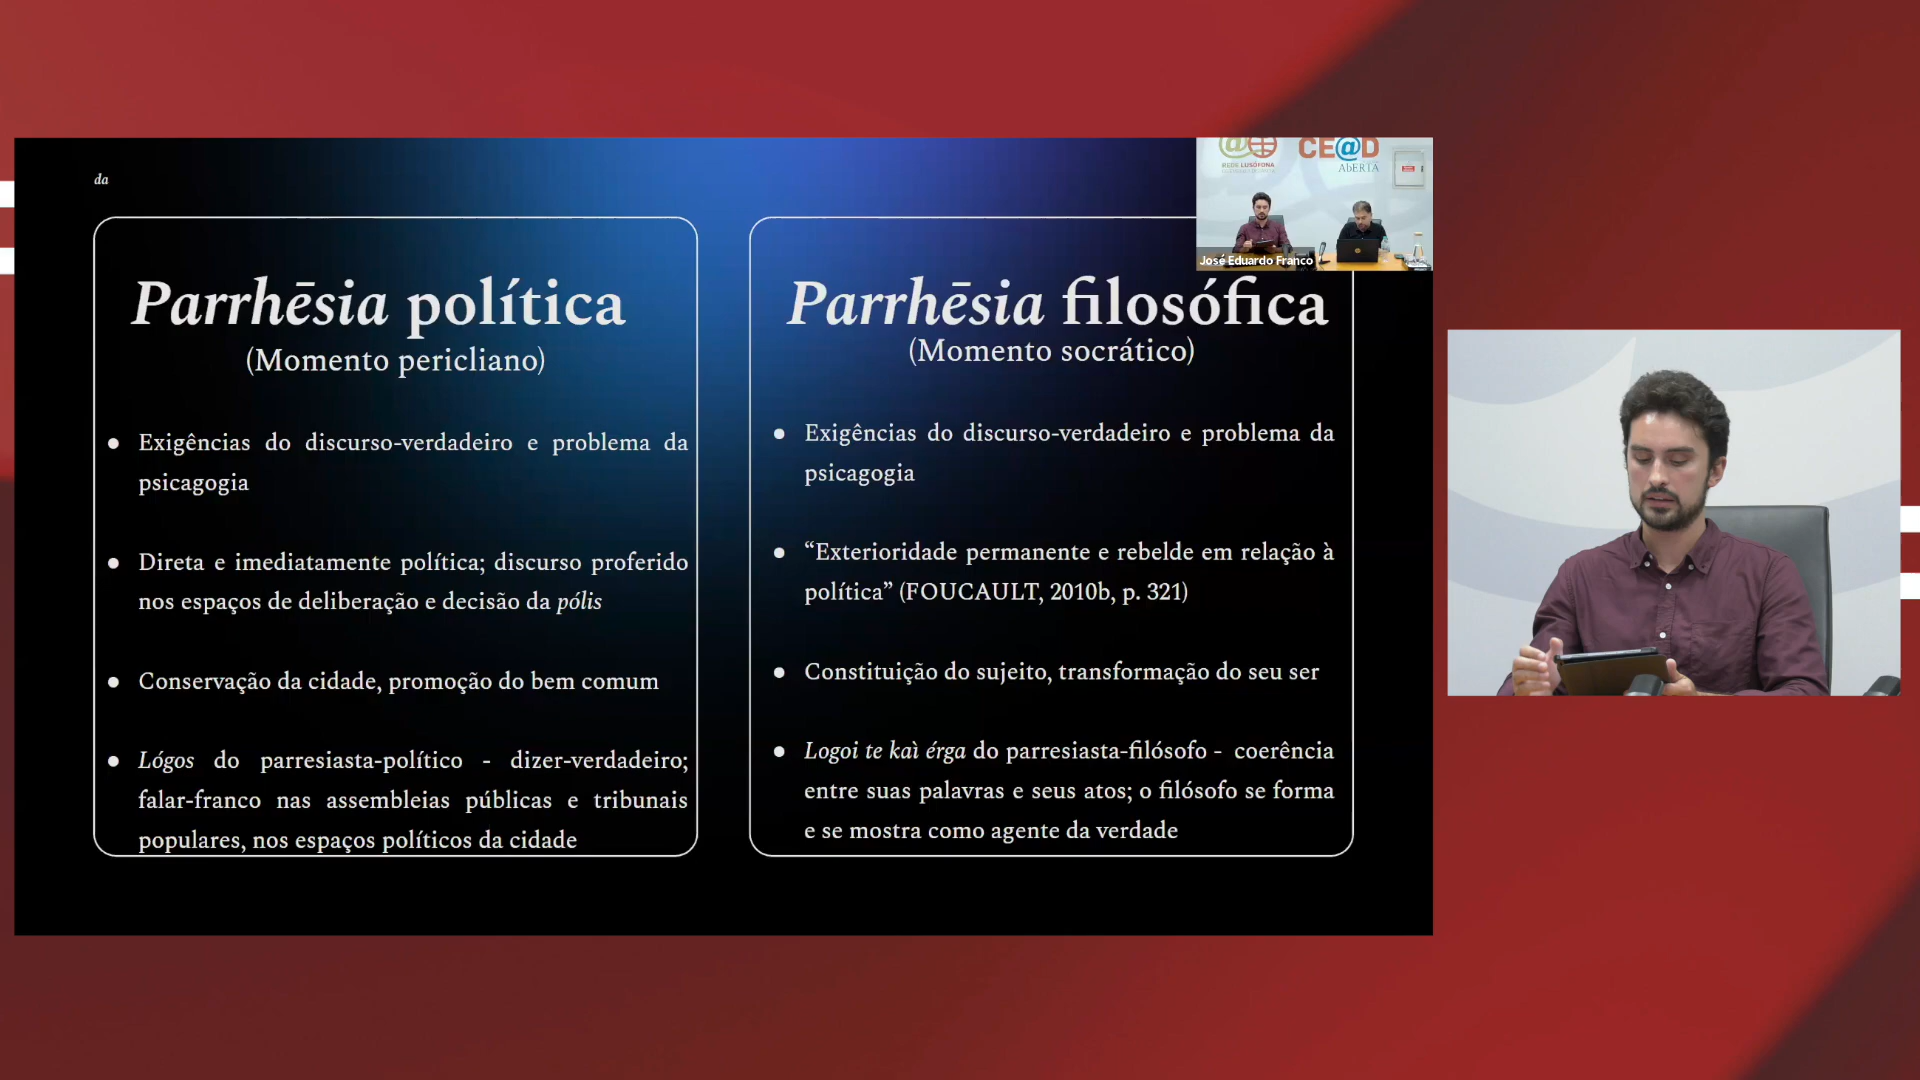 da
Parrhēsia política
(Momento pericliano)
● Exigências do discurso-verdadeiro e problema da
psicagogia
● Direta e imediatamente política; discurso proferido
nos espaços de deliberação e decisão da pólis
● Conservação da cidade, promoção do bem comum
● Lógos do parresiasta-político - dizer-verdadeiro;
falar-franco nas assembleias públicas e tribunais
populares, nos espaços políticos da cidade
Parrhēsia filosófica
(Momento socrático)
● Exigências do discurso-verdadeiro e problema da
psicagogia
● “Exterioridade permanente e rebelde em relação à
política” (FOUCAULT, 2010b, p. 321)
● Constituição do sujeito, transformação do seu ser
● Logoi te kaì érga do parresiasta-filósofo - coerência
entre suas palavras e seus atos; o filósofo se forma
e se mostra como agente da verdade
REDE LUSÓFONA
CE@D
AbERTA
José Eduardo Franco